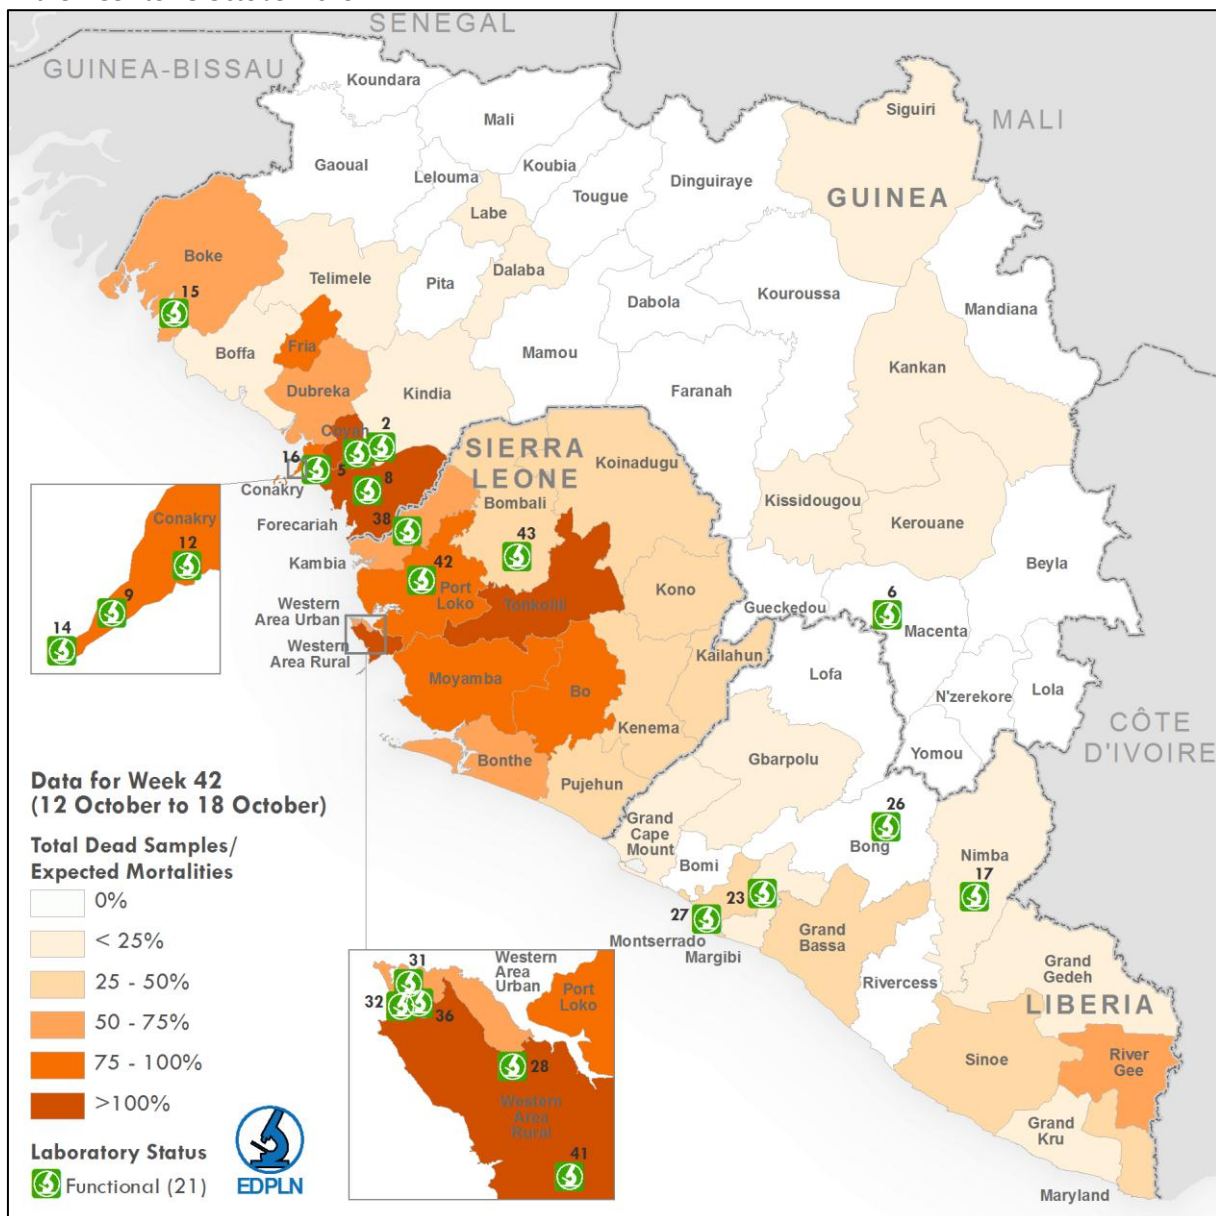 SENEGAL
GUINEA-BISSAU
Koundara
Siguiri
MALI
Mali
Gaoual
Koubia
Lelouma
Tougue
Dinguiraye
GUINEA
Labe
Boke
Telimele
Pita
Dalaba
15
Dabola
Kouroussa
Mandiana
Boffa
Fria
Mamou
Kankan
Dubreka
Kindia
Faranah
Coyah
2
16
5
SIERRA
LEONE
Koinadugu
8
Conakry
Bombali
Kissidougou
Kerouane
Forecariah
38
43
Conakry
12
Kambia
42
Port
Loko
Tonkolili
Kono
Beyla
9
14
Western
Area Urban
Gueckedou
6
Macenta
Western
Area Rural
Kailahun
Lofa
Moyamba
Bo
N'zerekore
Lola
Kenema
CÔTE
D'IVOIRE
Bonthe
Gbarpolu
Yomou
Pujehun
Data for Week 42
(12 October to 18 October)
Grand
Cape
Mount
26
Bong
Nimba
Total Dead Samples/
Expected Mortalities
Bomi
17
0%
23
27
< 25%
Montserrado
Margibi
Grand
Bassa
25 - 50%
Grand
Gedeh
31
Western
Area
Urban
Rivercess
Port
Loko
LIBERIA
32
36
50 - 75%
Sinoe
River
Gee
75 - 100%
28
>100%
Western
Area
Rural
Grand
Kru
Laboratory Status
41
Functional (21)
EDPLN
Maryland